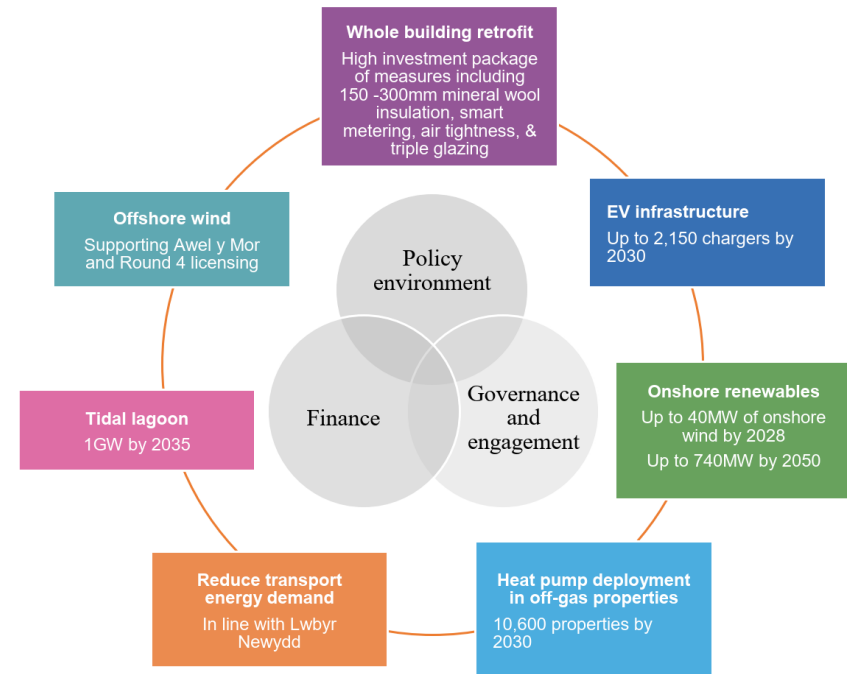 Whole building retrofit
High investment package
of measures including
150 -300mm mineral wool
insulation, smart
metering, air tightness, &
triple glazing
EV infrastructure
Up to 2,150 chargers by
2030
Onshore renewables
Up to 40MW of onshore
wind by 2028
Up to 740MW by 2050
Heat pump deployment
in off-gas properties
10,600 properties by
2030
Reduce transport
energy demand
In line with Lwbyr
Newydd
Tidal lagoon
1GW by 2035
Offshore wind
Supporting Awel y Mor
and Round 4 licensing
Policy
environment
Governance
and
engagement
Finance